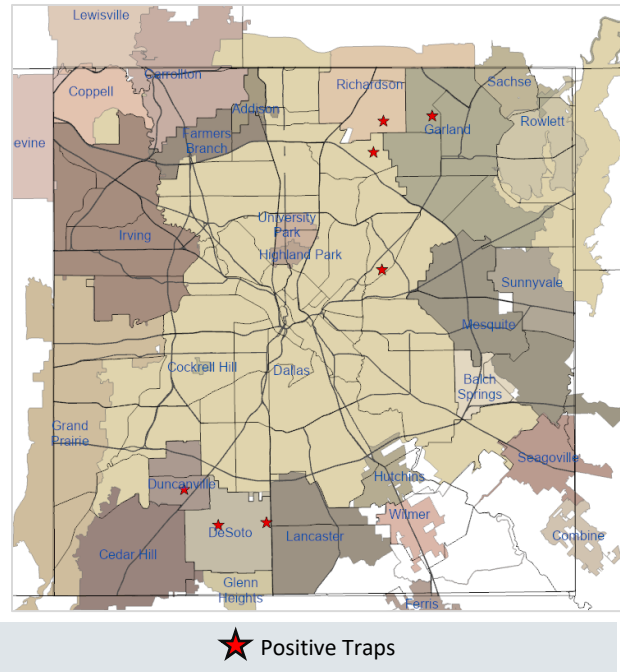 Lewisville
Carrollton
Coppell
Richardson
Sachse
Addison
Rowlett
Garland
Farmers
Branch
evine
University
Park
Irving
Highland Park
Sunnyvale
Mesquite
Cockrell Hill
Dallas
Balch
Springs
Grand
Prairie
Seagoville
Hutchins
Duncanville
Wilmer
DeSoto
Lancaster
Combine
Cedar Hill
Glenn
Heights
Ferris
Positive Traps